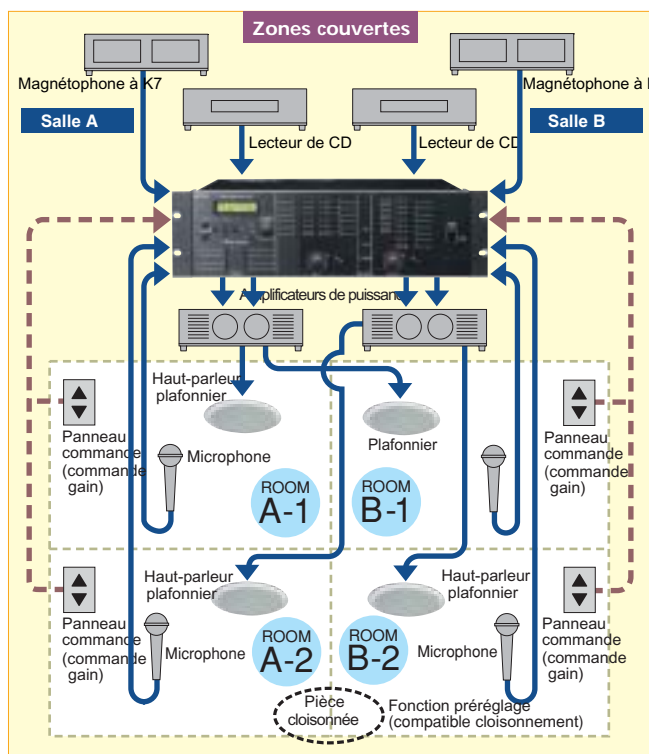 Zones couvertes
Magnétophone à K7
Magnétophone à
Salle A
Salle B
Lecteur de CD
Lecteur de CD
Amplificateurs de puissance
Haut-parleur
plafonnier
Plafonnier
Panneau
commande
(commande
gain)
Microphone
Panneau
commande
(commande
gain)
ROOM
A-1
ROOM
B-1
Haut-parleur
plafonnier
Haut-parleur
plafonnier
Panneau
commande
(commande
gain)
Microphone
ROOM
A-2
ROOM
B-2
Microphone
Panneau
commande
(commande
gain)
Pièce
cloisonnée
Fonction préréglage
(compatible cloisonnement)